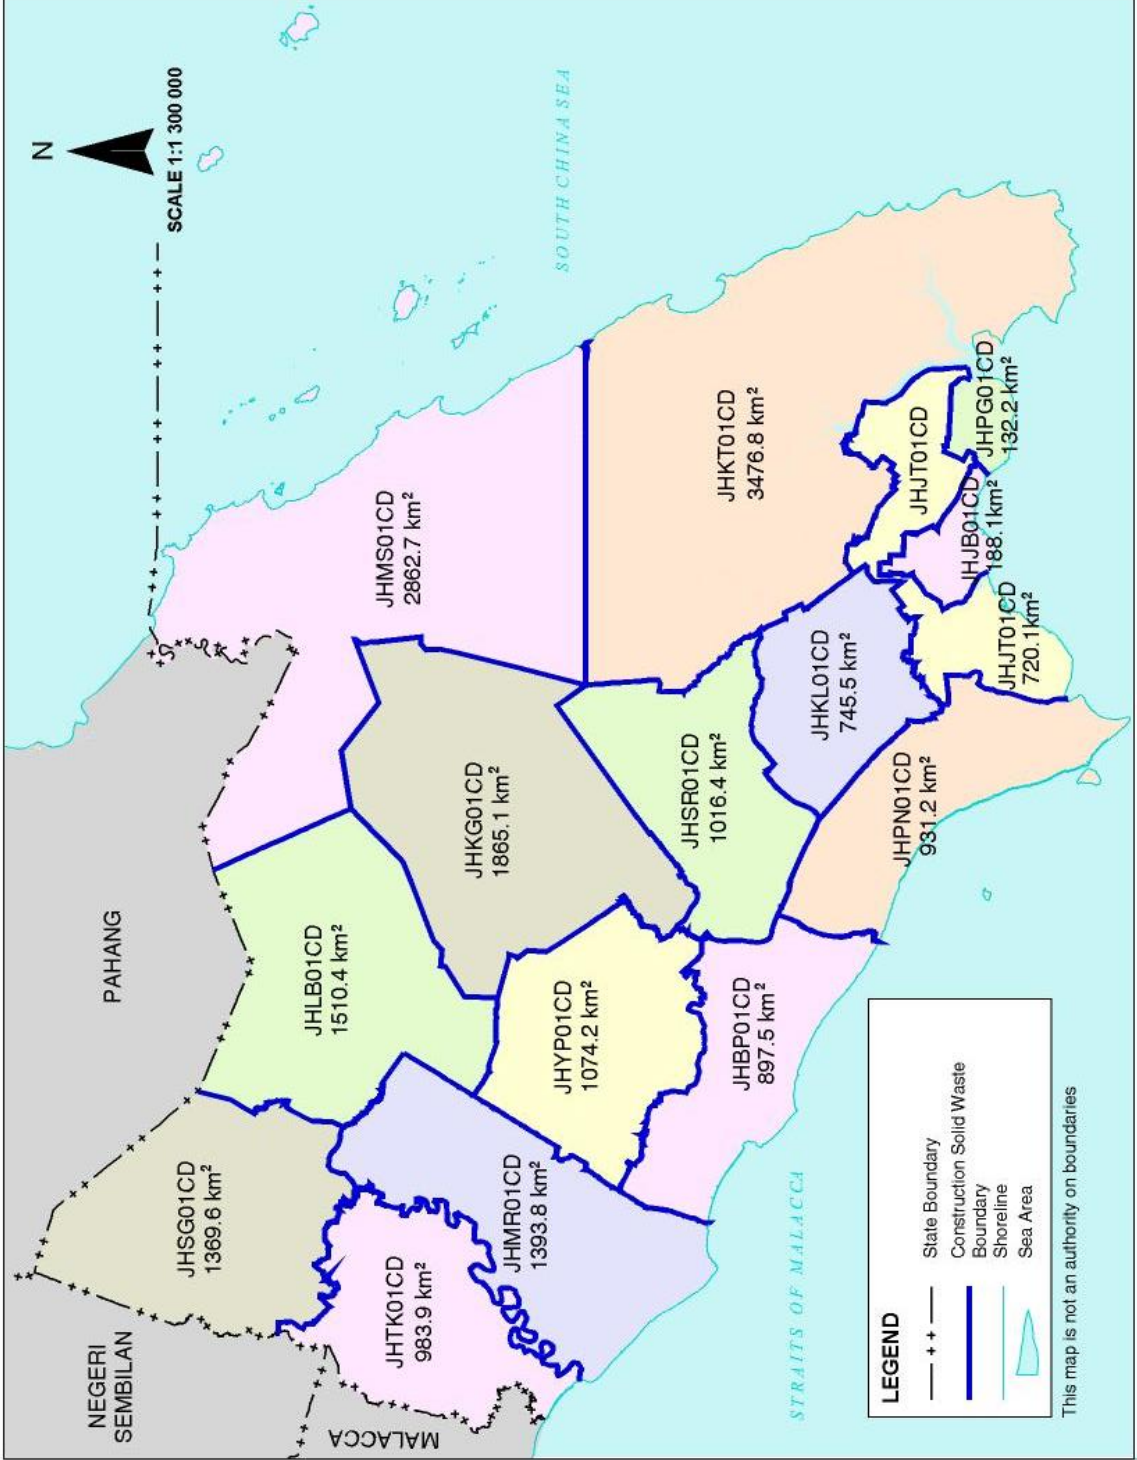 N
SCALE 1:1 300 000
SOUTH CHINA SEA
PAHANG
NEGERI
SEMBILAN
MALACCA
JHSG01CD
1369.6 km²
JHLB01CD
1510.4 km²
JHMS01CD
2862.7 km²
JHTK01CD
983.9 km²
JHMR01CD
1393.8 km²
JHKG01CD
1865.1 km²
JHYP01CD
1074.2 km²
JHKT01CD
3476.8 km²
JHSR01CD
1016.4 km²
JHBP01CD
897.5 km²
JHKL01CD
745.5 km²
JHPN01CD
931.2 km²
JHJT01CD
JHJB01CD
188.1km²
JHPG01CD
132.2 km²
JHJT01CD
720.1km²
STRAITS OF MALACCA
LEGEND
State Boundary
Construction Solid Waste
Boundary
Shoreline
Sea Area
This map is not an authority on boundaries